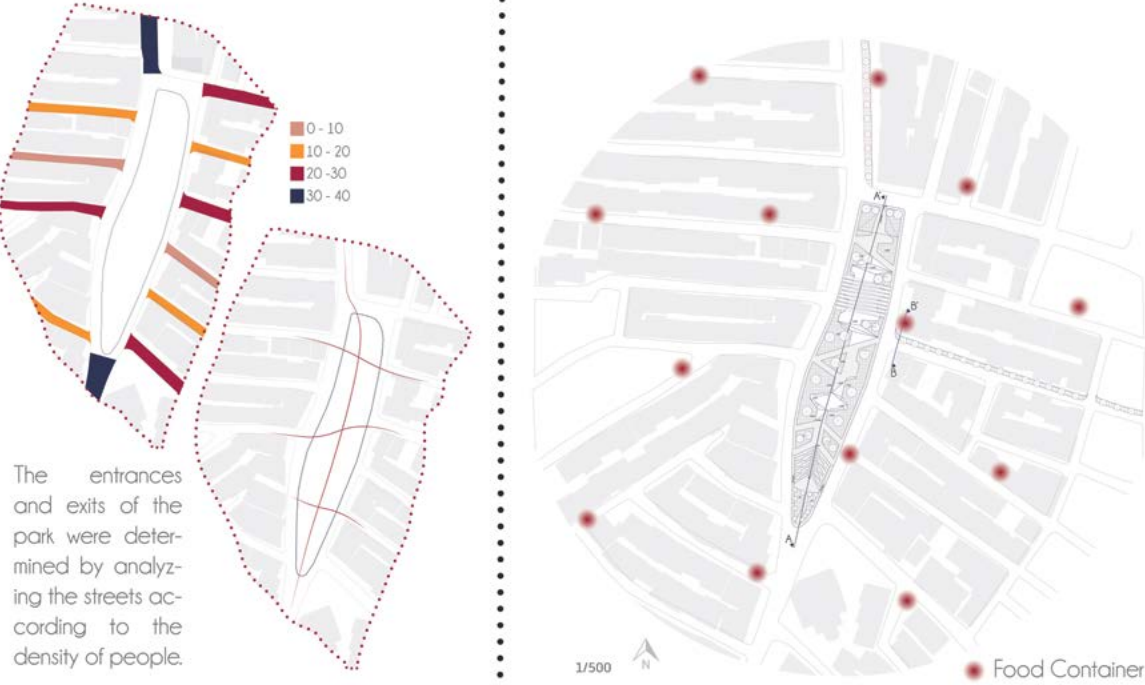 0 - 10
10 - 20
20 -30
30 - 40
The entrances
and exits of the
park were deter-
mined by analyz-
ing the streets ac-
cording to the
density of people.
A'
B'
B
A
1/500
N
Food Container